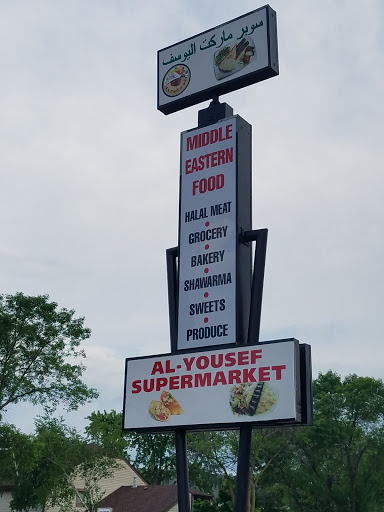 سوبر ماركت اليوسف
MIDDLE
EASTERN
FOOD
HALAL MEAT
GROCERY
BAKERY
SHAWARMA
SWEETS
PRODUCE
AL-YOUSEF
SUPERMARKET